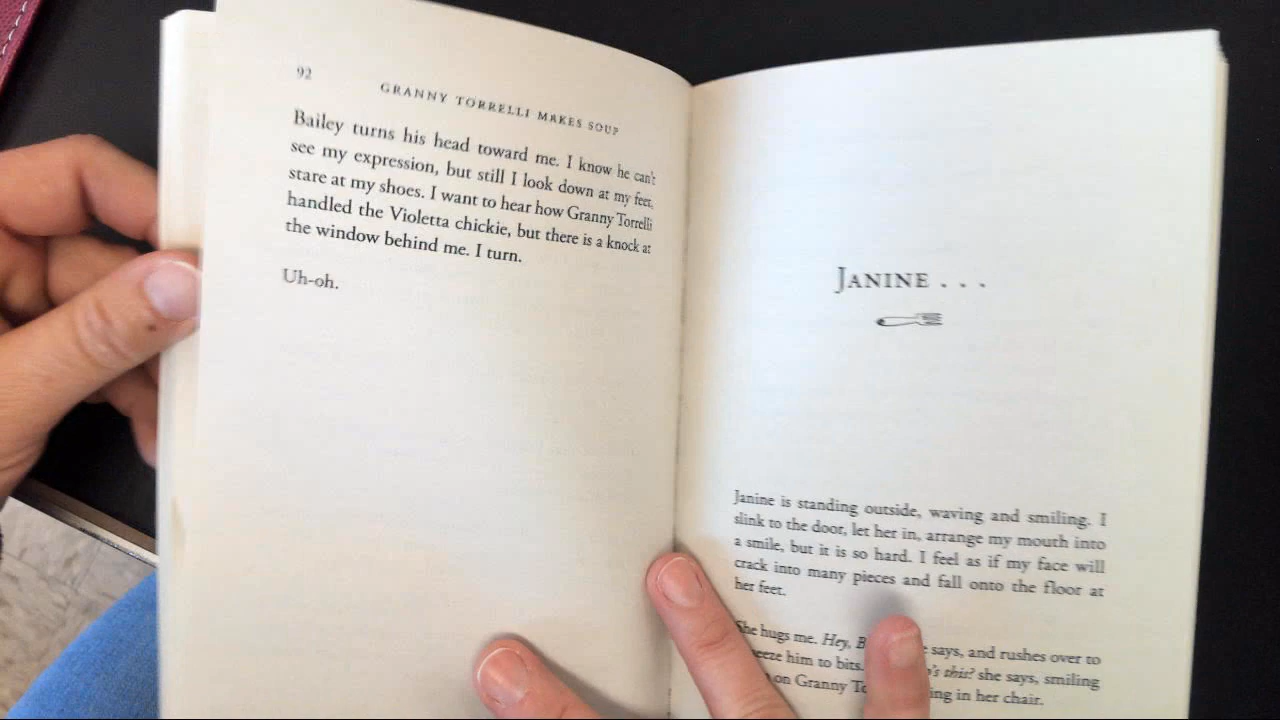 92
GRANNY TORRELLI MAKES SOUP
Bailey turns his head toward me. I know he can't
see my expression, but still I look down at my feet,
stare at my shoes. I want to hear how Granny Torrelli
handled the Violetta chickie, but there is a knock at
the window behind me. I turn.
Uh-oh.
JANINE . . .
Janine is standing outside, waving and smiling. I
slink to the door, let her in, arrange my mouth into
a smile, but it is so hard. I feel as if my face will
crack into many pieces and fall onto the floor at
her feet.
She hugs me. Hey, says, and rushes over to
him to bits. this? she says, smiling
on Granny in her chair.